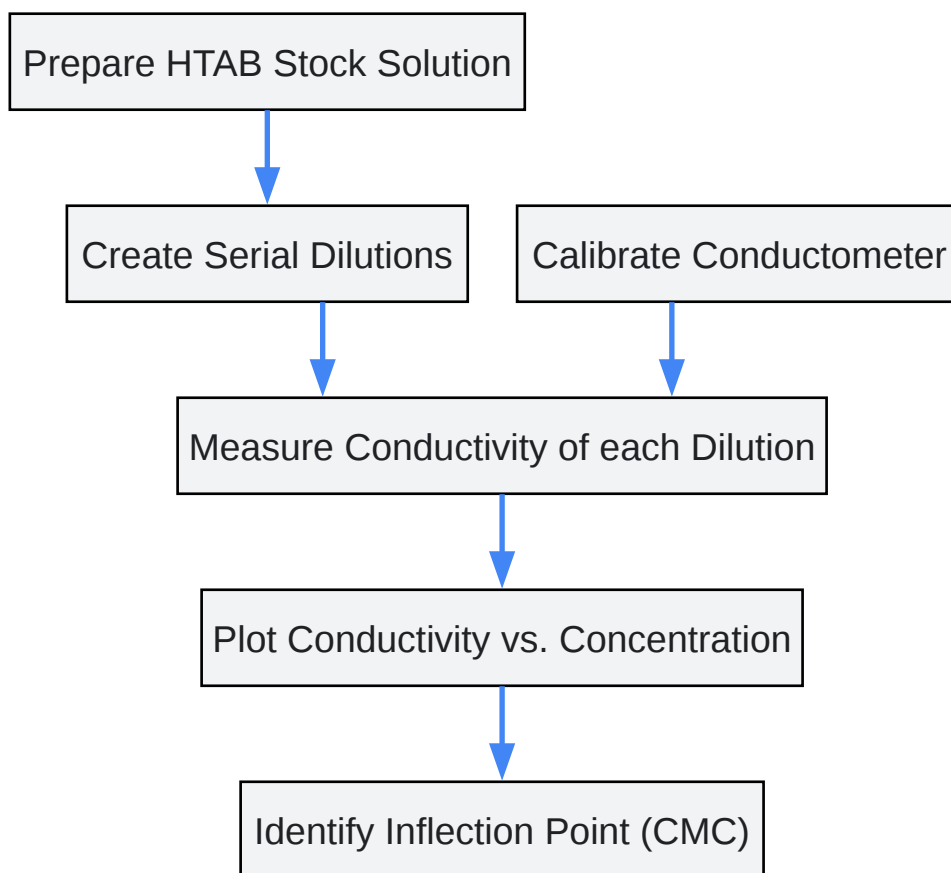 Prepare HTAB Stock Solution
Create Serial Dilutions
Calibrate Conductometer
Measure Conductivity of each Dilution
Plot Conductivity vs. Concentration
Identify Inflection Point (CMC)